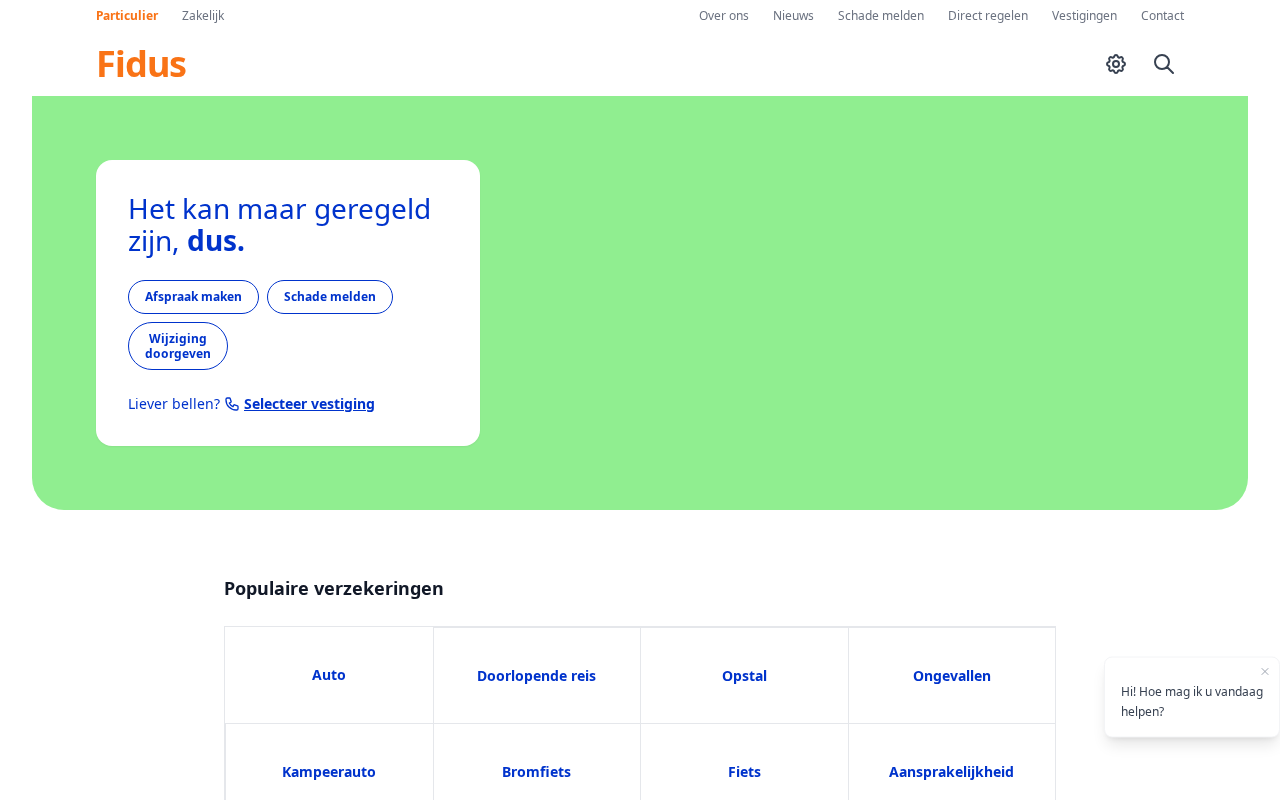 Particulier Zakelijk Over ons Nieuws Schade melden Direct regelen Vestigingen Contact
Fidus
Het kan maar geregeld
zijn, dus.
Afspraak maken Schade melden
Wijziging
doorgeven
Liever bellen? Selecteer vestiging
Populaire verzekeringen
Auto Doorlopende reis Opstal Ongevallen
Hi! Hoe mag ik u vandaag
helpen?
Kampeerauto Bromfiets Fiets Aansprakelijkheid